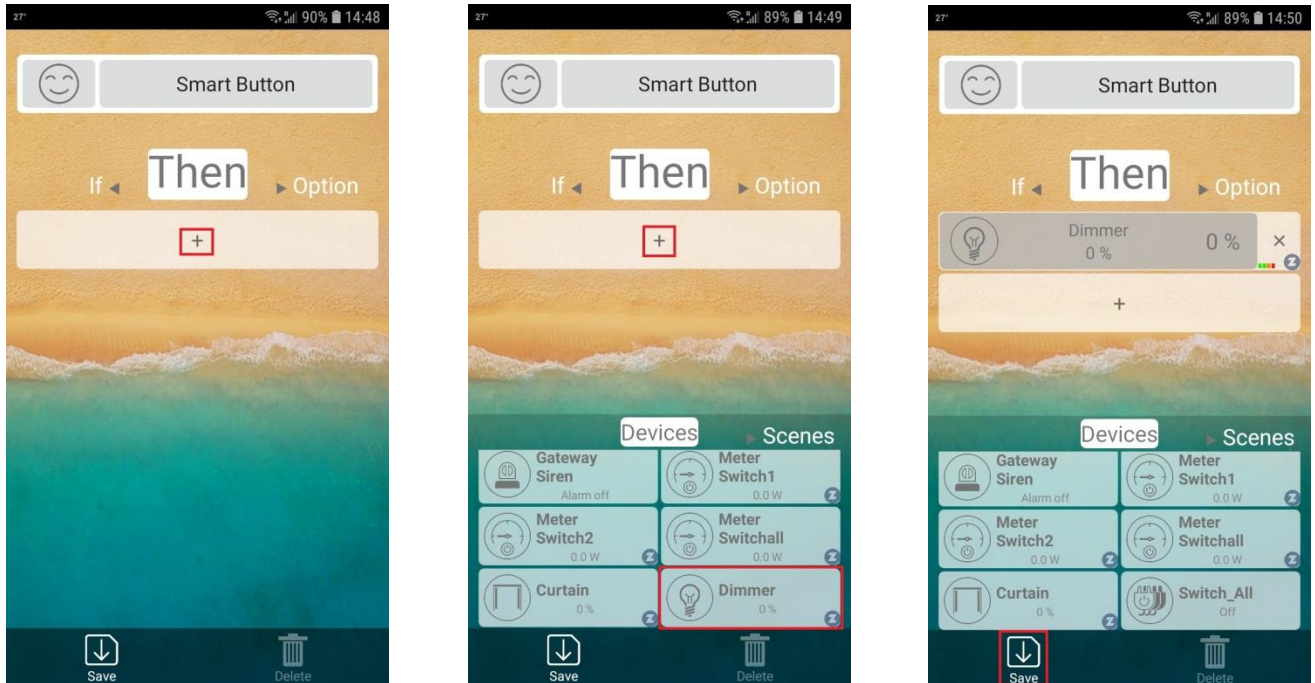 27° 90% 14:48
Smart Button
If ◀ Then ▶ Option
+
Save Delete
27° 89% 14:49
Smart Button
If ◀ Then ▶ Option
+
Devices ▶ Scenes
Gateway
Siren
Alarm off
Meter
Switch1
0.0 W
Z
Meter
Switch2
0.0 W
Z
Meter
Switchall
0.0 W
Z
Curtain
0 %
Z
Dimmer
0 %
Z
Save Delete
27° 89% 14:50
Smart Button
If ◀ Then ▶ Option
Dimmer
0 %
0 % ×
Z
+
Devices ▶ Scenes
Gateway
Siren
Alarm off
Meter
Switch1
0.0 W
Z
Meter
Switch2
0.0 W
Z
Meter
Switchall
0.0 W
Z
Curtain
0 %
Z
Switch_All
Off
Save Delete